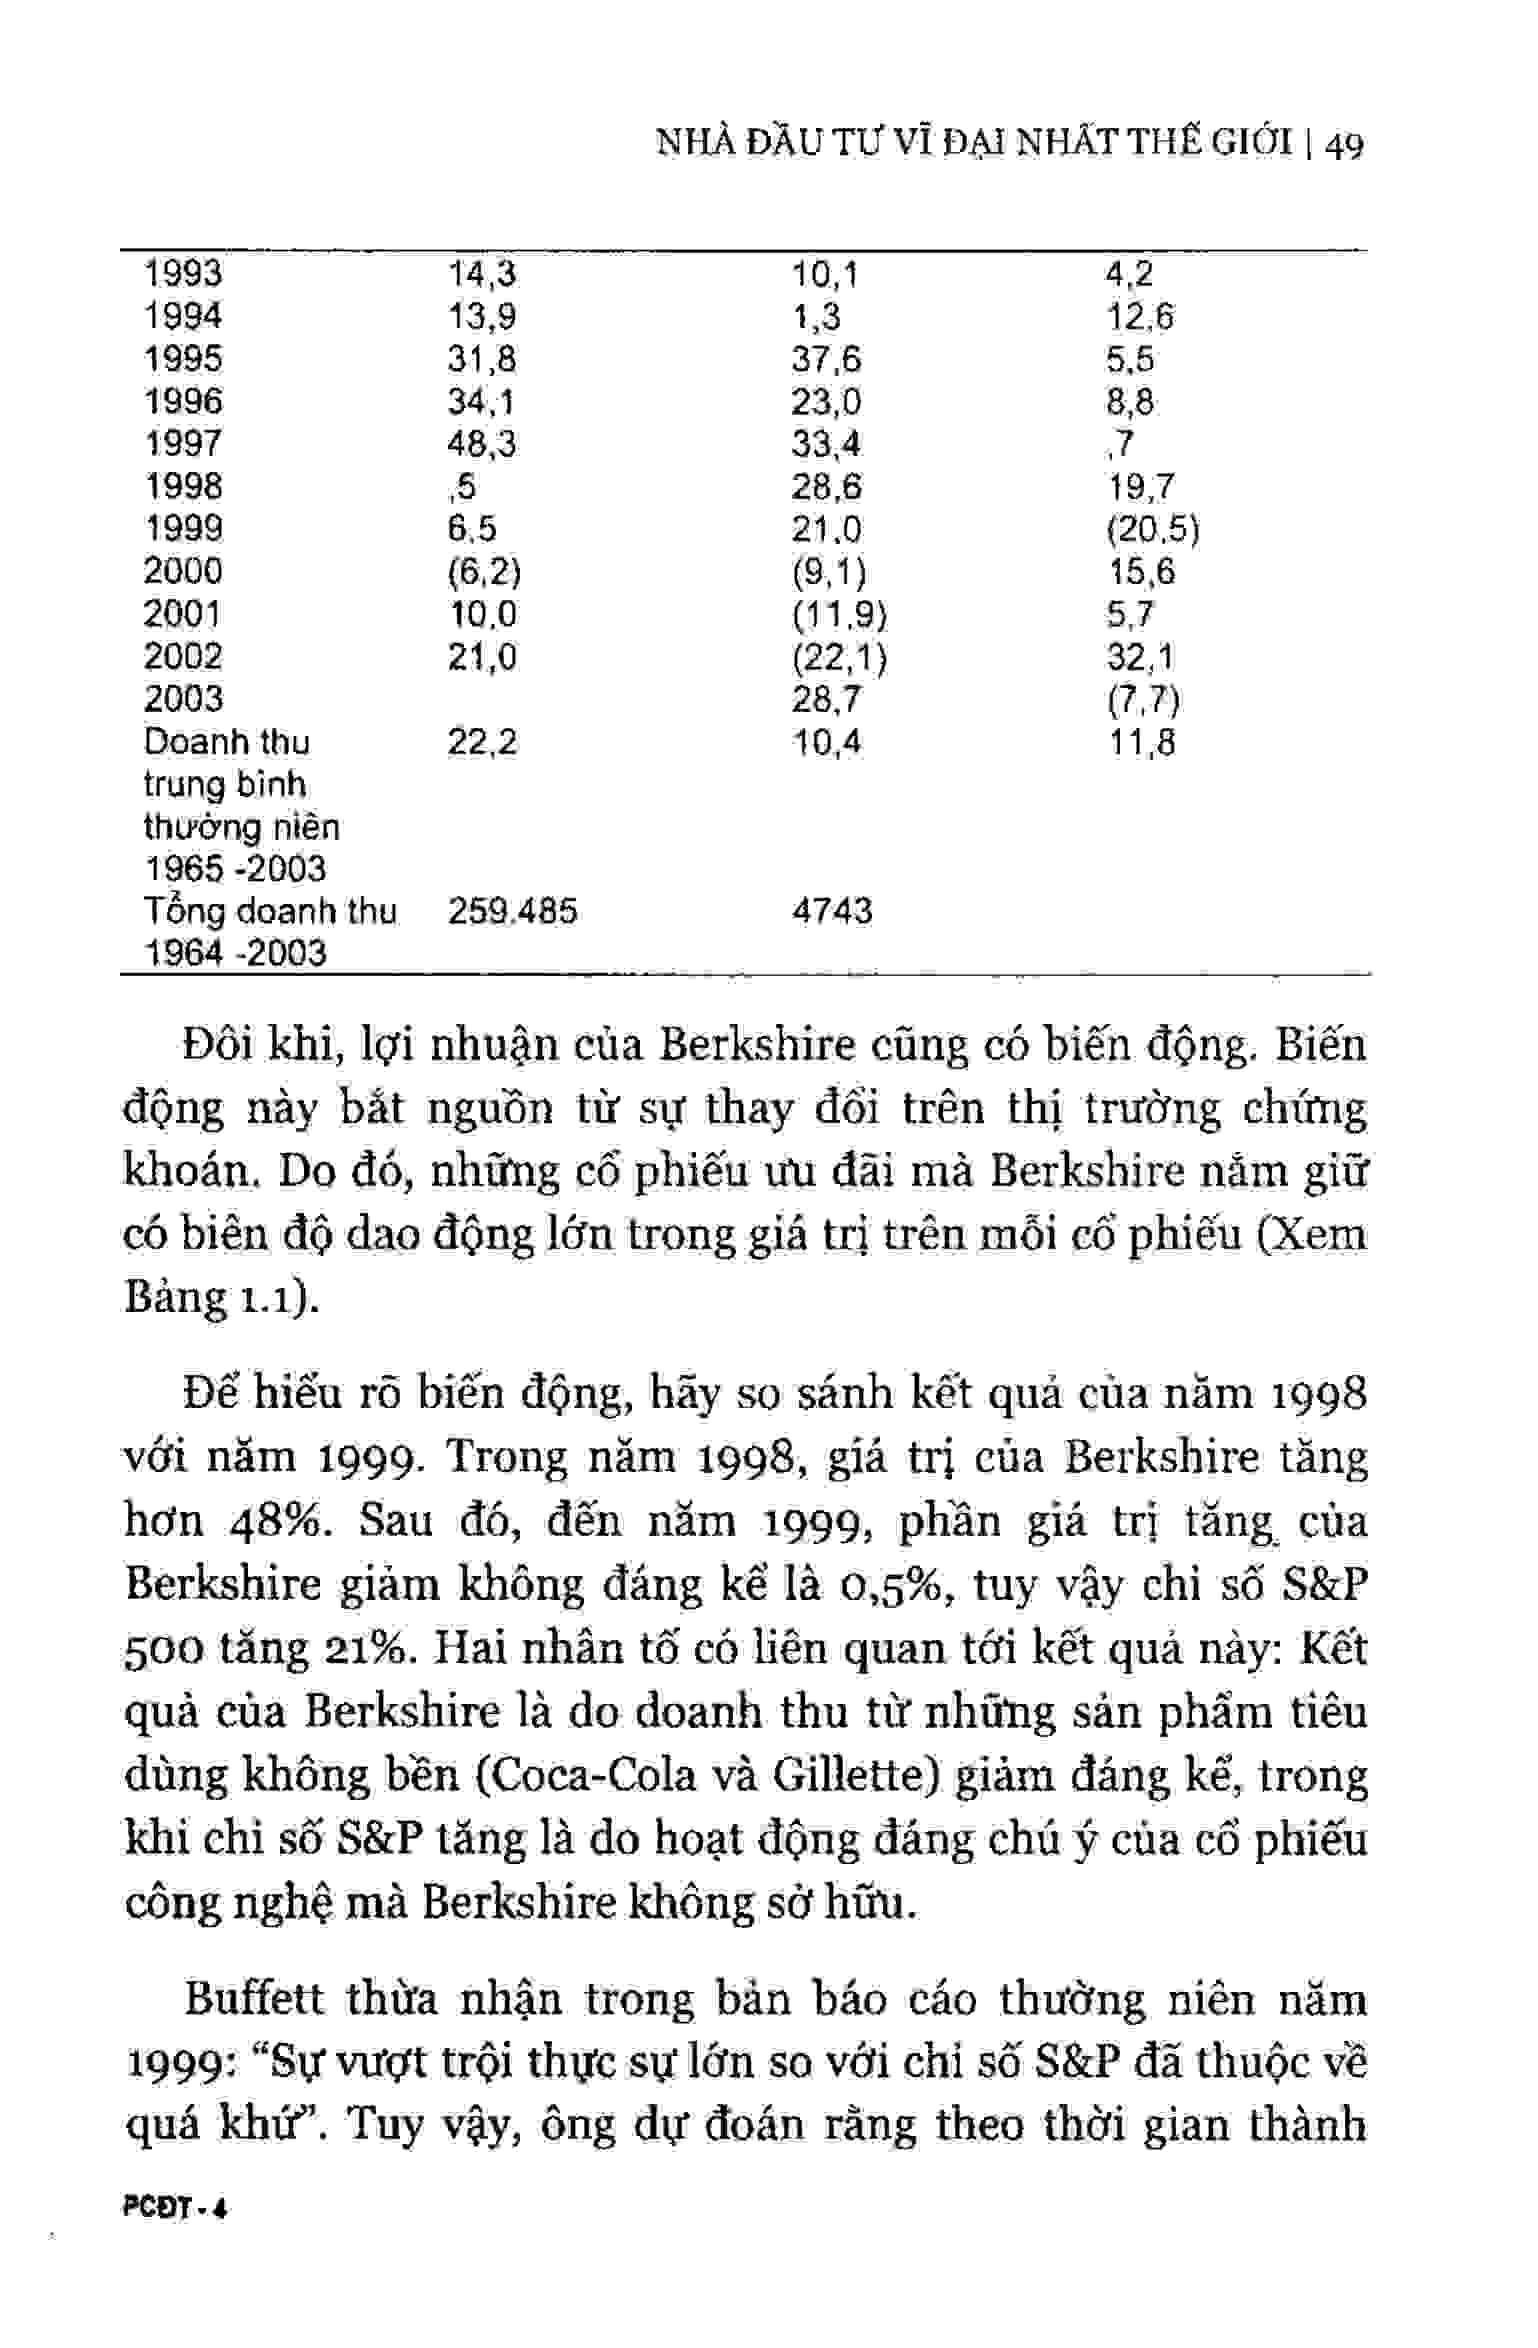 NHÀ ĐẦU TƯ VĨ ĐẠI NHẤT THẾ GIỚI | 49
1993 14,3 10,1 4,2
1994 13,9 1,3 12,6
1995 31,8 37,6 5,5
1996 34,1 23,0 8,8
1997 48,3 33,4 ,7
1998 ,5 28,6 19,7
1999 6,5 21,0 (20,5)
2000 (6,2) (9,1) 15,6
2001 10,0 (11,9) 5,7
2002 21,0 (22,1) 32,1
2003 28,7 (7,7)
Doanh thu 22,2 10,4 11,8
trung bình
thường niên
1965 -2003
Tổng doanh thu 259.485 4743
1964 -2003
Đôi khi, lợi nhuận của Berkshire cũng có biến động. Biến
động này bắt nguồn từ sự thay đổi trên thị trường chứng
khoán. Do đó, những cổ phiếu ưu đãi mà Berkshire nắm giữ
có biên độ dao động lớn trong giá trị trên mỗi cổ phiếu (Xem
Bảng 1.1).
Để hiểu rõ biến động, hãy so sánh kết quả của năm 1998
với năm 1999. Trong năm 1998, giá trị của Berkshire tăng
hơn 48%. Sau đó, đến năm 1999, phần giá trị tăng của
Berkshire giảm không đáng kể là 0,5%, tuy vậy chỉ số S&P
500 tăng 21%. Hai nhân tố có liên quan tới kết quả này: Kết
quả của Berkshire là do doanh thu từ những sản phẩm tiêu
dùng không bền (Coca-Cola và Gillette) giảm đáng kể, trong
khi chỉ số S&P tăng là do hoạt động đáng chú ý của cổ phiếu
công nghệ mà Berkshire không sở hữu.
Buffett thừa nhận trong bản báo cáo thường niên năm
1999: “Sự vượt trội thực sự lớn so với chỉ số S&P đã thuộc về
quá khứ”. Tuy vậy, ông dự đoán rằng theo thời gian thành
PCĐT - 4